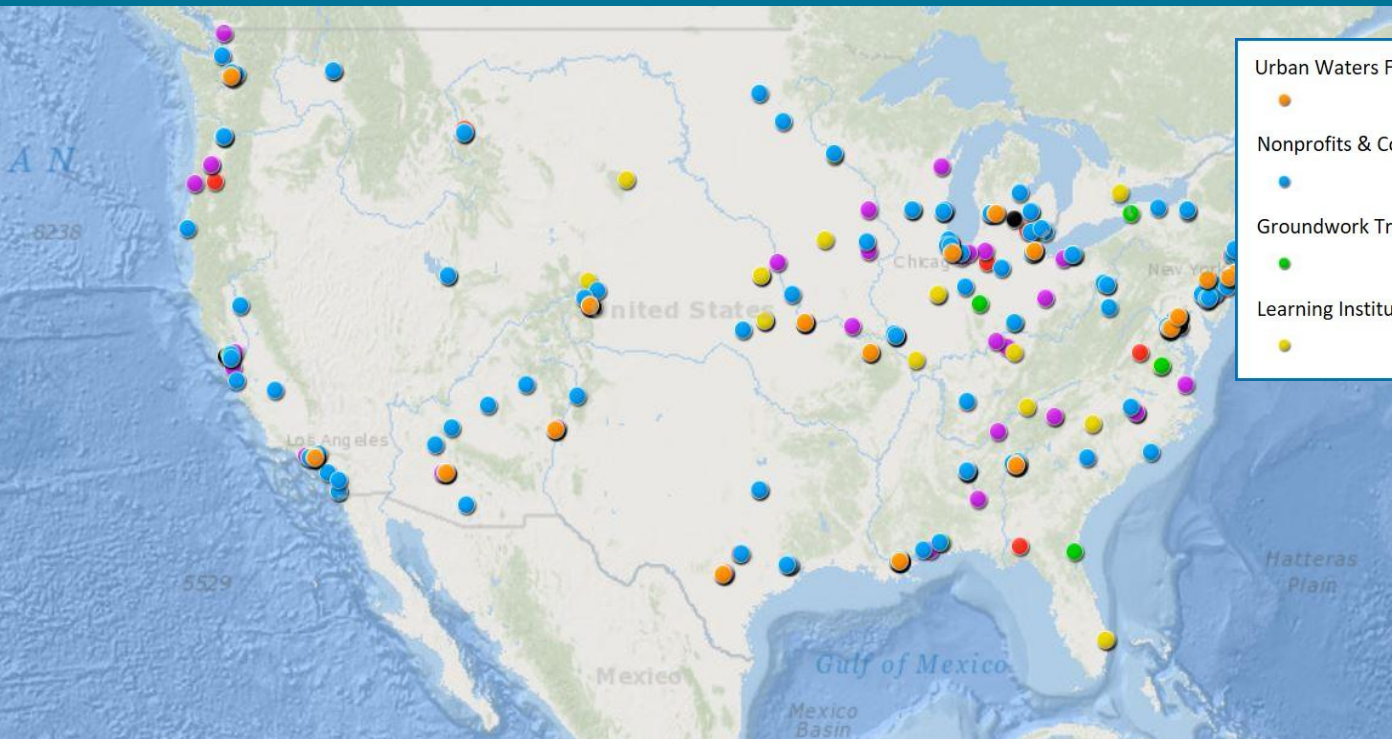 Urban Waters F
Nonprofits & Co
Groundwork Tr
Learning Institu
A N
8238
Chicag
New York
United States
Los Angeles
5529
Hatteras
Plain
Gulf of Mexico
Mexico
Mexico
Basin